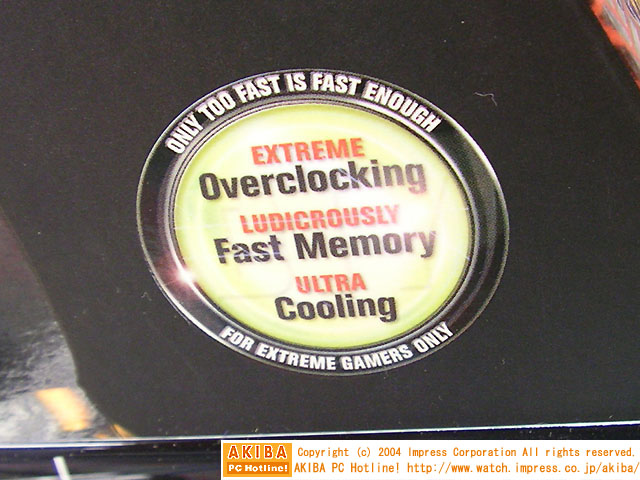 ONLY TOO FAST IS FAST ENOUGH
EXTREME
Overclocking
LUDICROUSLY
Fast Memory
ULTRA
Cooling
FOR EXTREME GAMERS ONLY
AKIBA
PC Hotline!
Copyright (c) 2004 Impress Corporation All rights reserved.
AKIBA PC Hotline! http://www.watch.impress.co.jp/akiba/